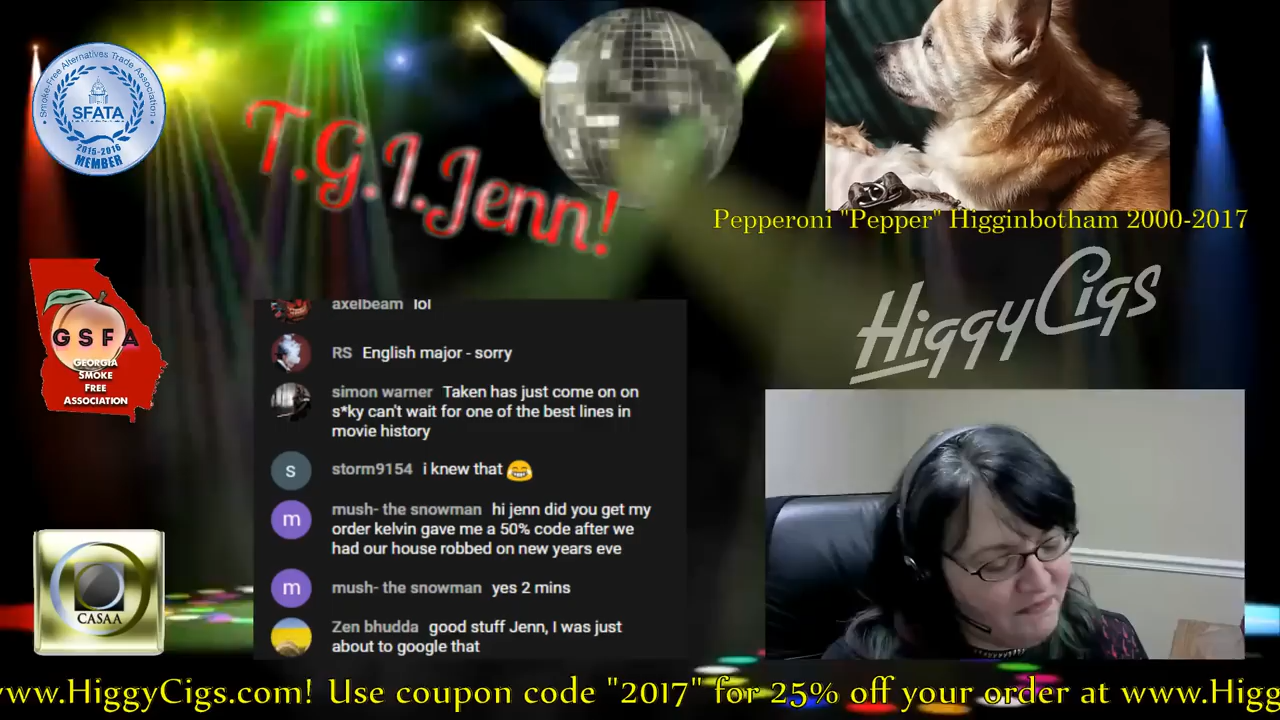 Smoke-Free Alternatives Trade Association
SFATA
2015-2016
MEMBER
T.G.I.Jenn!
Pepperoni "Pepper" Higginbotham 2000-2017
HiggyCigs
GSFA
GEORGIA
SMOKE
FREE
ASSOCIATION
CASAA
axelbeam lol
RS English major - sorry
simon warner Taken has just come on on
s*ky can't wait for one of the best lines in
movie history
s
storm9154 i knew that 😂
m
mush- the snowman hi jenn did you get my
order kelvin gave me a 50% code after we
had our house robbed on new years eve
m
mush- the snowman yes 2 mins
Zen bhudda good stuff Jenn, I was just
about to google that
www.HiggyCigs.com! Use coupon code "2017" for 25% off your order at www.Higg